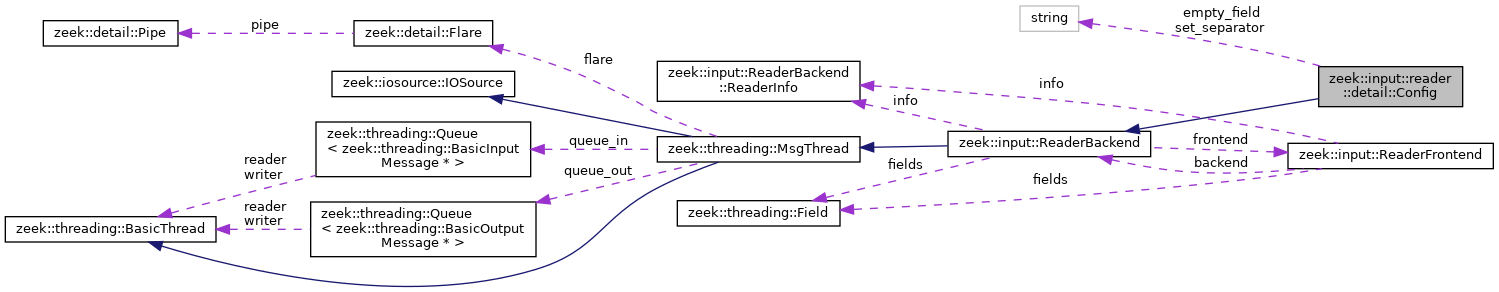 zeek::detail::Pipe
pipe
zeek::detail::Flare
string
empty_field
set_separator
flare
zeek::iosource::IOSource
zeek::input::ReaderBackend
::ReaderInfo
info
info
zeek::input::reader
::detail::Config
zeek::threading::Queue
< zeek::threading::BasicInput
Message * >
queue_in
zeek::threading::MsgThread
zeek::input::ReaderBackend
frontend
backend
zeek::input::ReaderFrontend
reader
writer
queue_out
fields
fields
zeek::threading::BasicThread
reader
writer
zeek::threading::Queue
< zeek::threading::BasicOutput
Message * >
zeek::threading::Field